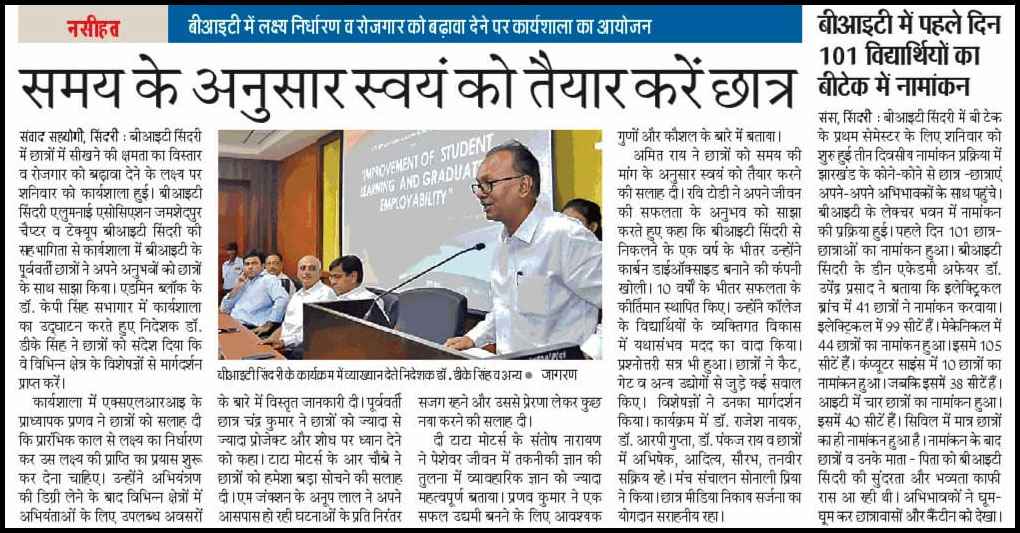 नसीहत
बीआइटी में लक्ष्य निर्धारण व रोजगार को बढ़ावा देने पर कार्यशाला का आयोजन
समय के अनुसार स्वयं को तैयार करें छात्र
संवाद सहयोगी, सिंदरी : बीआइटी सिंदरी
में छात्रों में सीखने की क्षमता का विस्तार
व रोजगार को बढ़ावा देने के लक्ष्य पर
शनिवार को कार्यशाला हुई। बीआइटी
सिंदरी एलुमनाई एसोसिएशन जमशेदपुर
चैप्टर व टेक्यूप बीआइटी सिंदरी की
सहभागिता से कार्यशाला में बीआइटी के
पूर्ववर्ती छात्रों ने अपने अनुभवों को छात्रों
के साथ साझा किया। एडमिन ब्लॉक के
डॉ. केपी सिंह सभागार में कार्यशाला
का उद्घाटन करते हुए निदेशक डॉ.
डीके सिंह ने छात्रों को संदेश दिया कि
वे विभिन्न क्षेत्र के विशेषज्ञों से मार्गदर्शन
प्राप्त करें।
कार्यशाला में एक्सएलआरआइ के
प्राध्यापक प्रणव ने छात्रों को सलाह दी
कि प्रारंभिक काल से लक्ष्य का निर्धारण
कर उस लक्ष्य की प्राप्ति का प्रयास शुरू
कर देना चाहिए। उन्होंने अभियंत्रण
की डिग्री लेने के बाद विभिन्न क्षेत्रों में
अभियंताओं के लिए उपलब्ध अवसरों
IMPROVEMENT OF STUDENT
LEARNING AND GRADUATE
EMPLOYABILITY"
बीआइटी सिंदरी के कार्यक्रम में व्याख्यान देते निदेशक डॉ. डीके सिंह व अन्य ● जागरण
के बारे में विस्तृत जानकारी दी। पूर्ववर्ती
छात्र चंद्र कुमार ने छात्रों को ज्यादा से
ज्यादा प्रोजेक्ट और शोध पर ध्यान देने
को कहा। टाटा मोटर्स के आर चौबे ने
छात्रों को हमेशा बड़ा सोचने की सलाह
दी। एम जंक्शन के अनूप लाल ने अपने
आसपास हो रही घटनाओं के प्रति निरंतर
सजग रहने और उससे प्रेरणा लेकर कुछ
नया करने की सलाह दी।
दी टाटा मोटर्स के संतोष नारायण
ने पेशेवर जीवन में तकनीकी ज्ञान की
तुलना में व्यावहारिक ज्ञान को ज्यादा
महत्वपूर्ण बताया। प्रणव कुमार ने एक
सफल उद्यमी बनने के लिए आवश्यक
गुणों और कौशल के बारे में बताया।
अमित राय ने छात्रों को समय की
मांग के अनुसार स्वयं को तैयार करने
की सलाह दी। रवि टोडी ने अपने जीवन
की सफलता के अनुभव को साझा
करते हुए कहा कि बीआइटी सिंदरी से
निकलने के एक वर्ष के भीतर उन्होंने
कार्बन डाईऑक्साइड बनाने की कंपनी
खोली। 10 वर्षों के भीतर सफलता के
कीर्तिमान स्थापित किए। उन्होंने कॉलेज
के विद्यार्थियों के व्यक्तिगत विकास
में यथासंभव मदद का वादा किया।
प्रश्नोत्तरी सत्र भी हुआ। छात्रों ने कैट,
गेट व अन्य उद्योगों से जुड़े कई सवाल
किए। विशेषज्ञों ने उनका मार्गदर्शन
किया। कार्यक्रम में डॉ. राजेश नायक,
डॉ. आरपी गुप्ता, डॉ. पंकज राय व छात्रों
में अभिषेक, आदित्य, सौरभ, तनवीर
सक्रिय रहे। मंच संचालन सोनाली प्रिया
ने किया। छात्र मीडिया निकाय सर्जना का
योगदान सराहनीय रहा।
बीआइटी में पहले दिन
101 विद्यार्थियों का
बीटेक में नामांकन
संस, सिंदरी : बीआइटी सिंदरी में बी टेक
के प्रथम सेमेस्टर के लिए शनिवार को
शुरू हुई तीन दिवसीय नामांकन प्रक्रिया में
झारखंड के कोने-कोने से छात्र -छात्राएं
अपने-अपने अभिभावकों के साथ पहुंचे।
बीआइटी के लेक्चर भवन में नामांकन
की प्रक्रिया हुई। पहले दिन 101 छात्र-
छात्राओं का नामांकन हुआ। बीआइटी
सिंदरी के डीन एकेडमी अफेयर डॉ.
उपेंद्र प्रसाद ने बताया कि इलेक्ट्रिकल
ब्रांच में 41 छात्रों ने नामांकन करवाया।
इलेक्ट्रिकल में 99 सीटें हैं। मेकेनिकल में
44 छात्रों का नामांकन हुआ। इसमे 105
सीटें हैं। कंप्यूटर साइंस में 10 छात्रों का
नामांकन हुआ। जबकि इसमें 38 सीटें हैं।
आइटी में चार छात्रों का नामांकन हुआ।
इसमें 40 सीटें हैं। सिविल में मात्र छात्रों
का ही नामांकन हुआ है। नामांकन के बाद
छात्रों व उनके माता - पिता को बीआइटी
सिंदरी की सुंदरता और भव्यता काफी
रास आ रही थी। अभिभावकों ने घूम-
घूम कर छात्रावासों और कैंटीन को देखा।